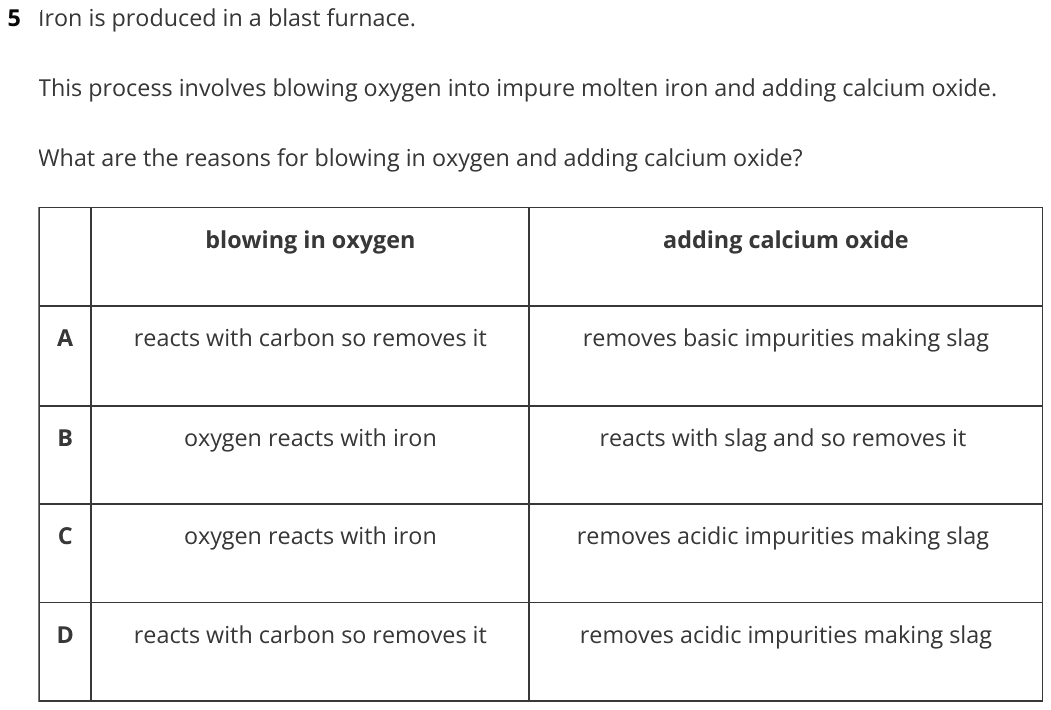 5 Iron is produced in a blast furnace.
This process involves blowing oxygen into impure molten iron and adding calcium oxide.
What are the reasons for blowing in oxygen and adding calcium oxide?
blowing in oxygen adding calcium oxide
A reacts with carbon so removes it removes basic impurities making slag
B oxygen reacts with iron reacts with slag and so removes it
C oxygen reacts with iron removes acidic impurities making slag
D reacts with carbon so removes it removes acidic impurities making slag